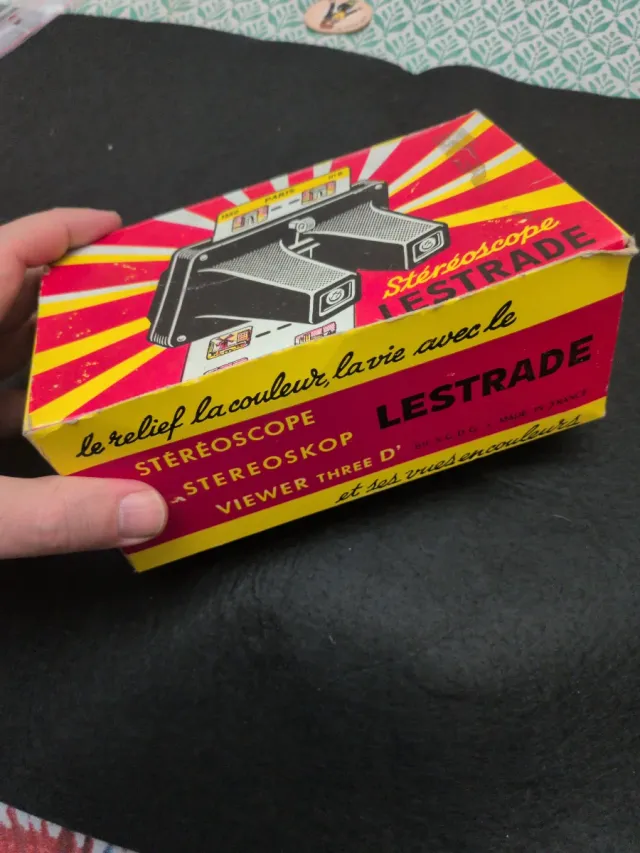 PARIS
Stéréoscope
LESTRADE
le relief la couleur, la vie avec le
STÉRÉOSCOPE
STEREOSKOP
VIEWER THREE D'
LESTRADE
MADE IN FRANCE
et ses vues en couleurs